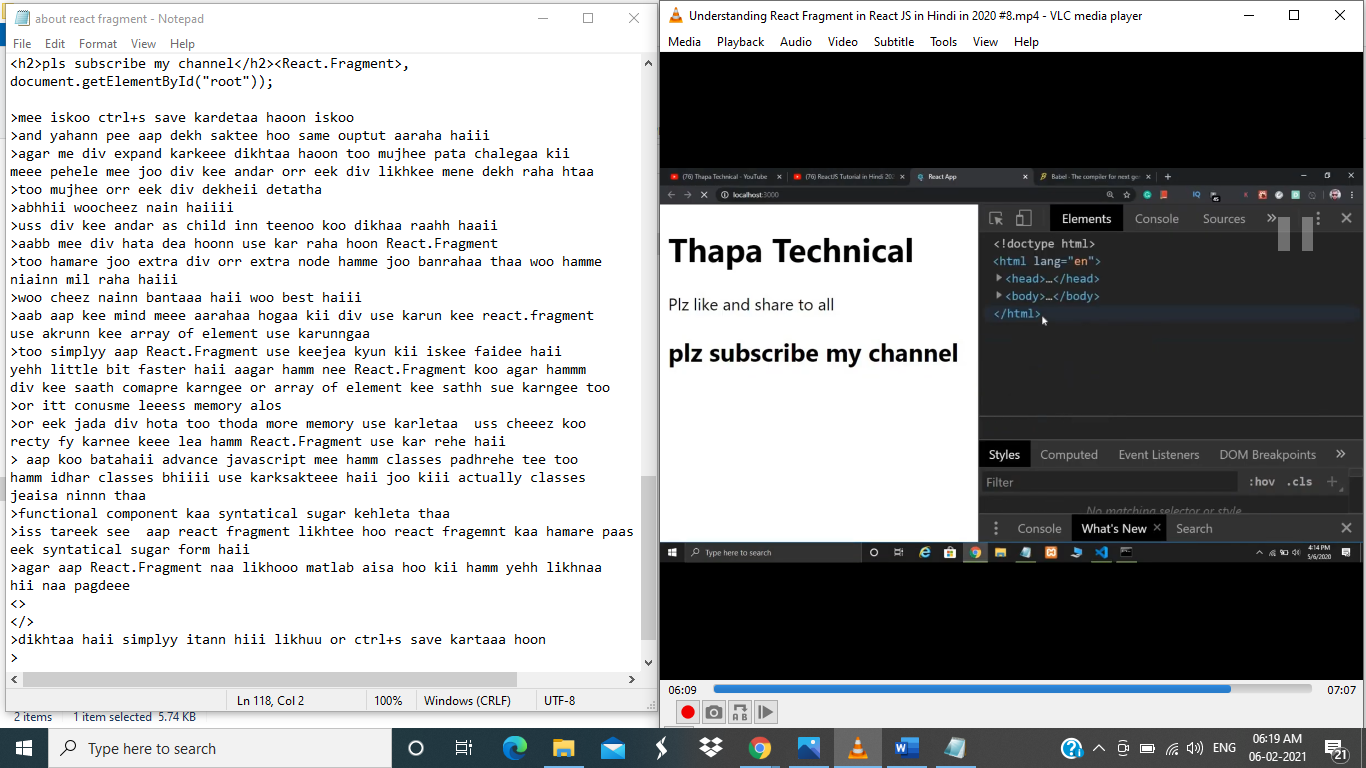 about react fragment - Notepad
File Edit Format View Help
<h2>pls subscribe my channel</h2><React.Fragment>,
document.getElementById("root"));
>mee iskoo ctrl+s save kardetaa haoon iskoo
>and yahann pee aap dekh saktee hoo same ouptut aaraha haiii
>agar me div expand karkeee dikhtaa haoon too mujhee pata chalegaa kii
meee pehele mee joo div kee andar orr eek div likhkee mene dekh raha htaa
>too mujhee orr eek div dekheii detatha
>abhhii woocheez nain haiiii
>uss div kee andar as child inn teenoo koo dikhaa raahh haaii
>aabb mee div hata dea hoonn use kar raha hoon React.Fragment
>too hamare joo extra div orr extra node hamme joo banrahaa thaa woo hamme
niainn mil raha haiii
>woo cheez nainn bantaaa haii woo best haiii
>aab aap kee mind meee aarahaa hogaa kii div use karun kee react.fragment
use akrunn kee array of element use karunngaa
>too simplyy aap React.Fragment use keejea kyun kii iskee faidee haii
yehh little bit faster haii aagar hamm nee React.Fragment koo agar hammm
div kee saath comapre karngee or array of element kee sathh sue karngee too
>or itt conusme leeess memory alos
>or eek jada div hota too thoda more memory use karletaa  uss cheeez koo
recty fy karnee keee lea hamm React.Fragment use kar rehe haii
> aap koo batahaii advance javascript mee hamm classes padhrehe tee too
hamm idhar classes bhiiii use karksakteee haii joo kiii actually classes
jeaisa ninnn thaa
>functional component kaa syntatical sugar kehleta thaa
>iss tareek see  aap react fragment likhtee hoo react fragemnt kaa hamare paas
eek syntatical sugar form haii
>agar aap React.Fragment naa likhooo matlab aisa hoo kii hamm yehh likhnaa
hii naa pagdeee
<>
</>
>dikhtaa haii simplyy itann hiii likhuu or ctrl+s save kartaaa hoon
>
Ln 118, Col 2 100% Windows (CRLF) UTF-8
2 items 1 item selected 5.74 KB
Understanding React Fragment in React JS in Hindi in 2020 #8.mp4 - VLC media player
Media Playback Audio Video Subtitle Tools View Help
(76) Thapa Technical - YouTube (76) ReactJS Tutorial in Hindi 202 React App Babel - The compiler for next ge
localhost:3000
Thapa Technical
Plz like and share to all
plz subscribe my channel
Elements Console Sources »
<!doctype html>
<html lang="en">
<head>…</head>
<body>…</body>
</html>
Styles Computed Event Listeners DOM Breakpoints »
Filter :hov .cls +
No matching selector or style
Console What's New Search
Type here to search
4:14 PM
5/6/2020
06:09 07:07
Type here to search
ENG
06:19 AM
06-02-2021
21